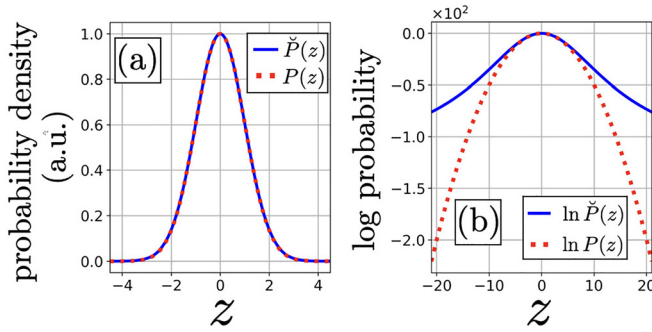 probability density
(a.u.)
1.0
0.8
0.6
0.4
0.2
0.0
(a)
P̆(z)
P(z)
−4 −2 0 2 4
z
×10²
log probability
0.0
−0.5
−1.0
−1.5
−2.0
(b)
ln P̆(z)
ln P(z)
−20 −10 0 10 20
z